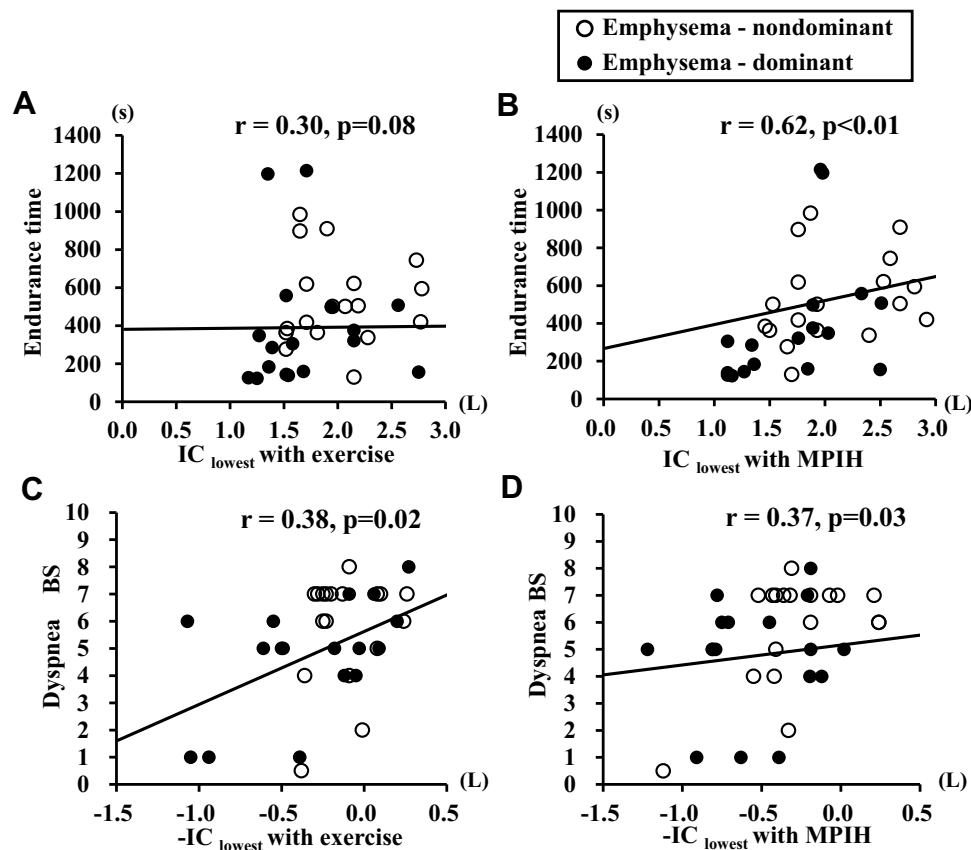 Emphysema - nondominant
Emphysema - dominant
A
(s)
r = 0.30, p=0.08
1400
1200
1000
800
600
400
200
0
Endurance time
(L)
0.0 0.5 1.0 1.5 2.0 2.5 3.0
IC lowest with exercise
B
(s)
r = 0.62, p<0.01
1400
1200
1000
800
600
400
200
0
Endurance time
(L)
0.0 0.5 1.0 1.5 2.0 2.5 3.0
IC lowest with MPIH
C
r = 0.38, p=0.02
10
9
8
7
6
5
4
3
2
1
0
Dyspnea BS
(L)
-1.5 -1.0 -0.5 0.0 0.5
-IC lowest with exercise
D
r = 0.37, p=0.03
10
9
8
7
6
5
4
3
2
1
0
Dyspnea BS
(L)
-1.5 -1.0 -0.5 0.0 0.5
-IC lowest with MPIH